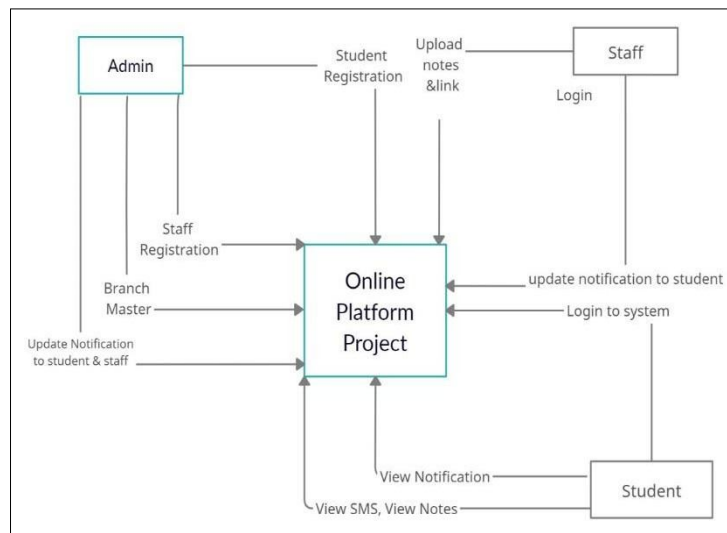 Admin
Student
Registration
Upload
notes
&link
Staff
Login
Staff
Registration
Branch
Master
Update Notification
to student & staff
Online
Platform
Project
update notification to student
Login to system
View Notification
View SMS, View Notes
Student